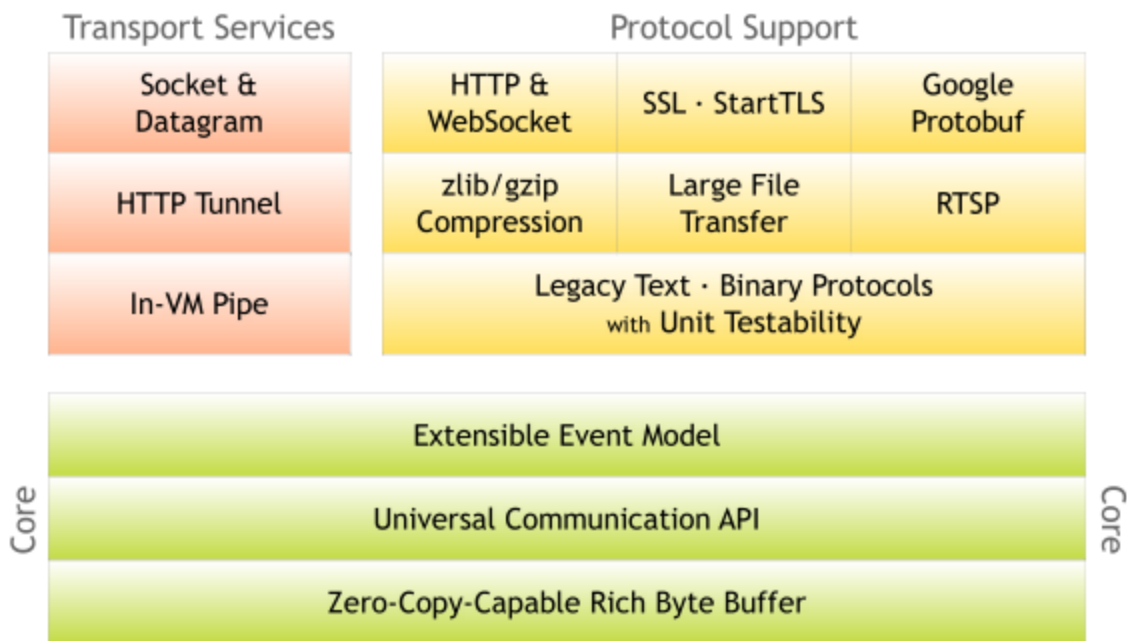 Transport Services
Protocol Support
Socket &
Datagram
HTTP &
WebSocket
SSL · StartTLS
Google
Protobuf
HTTP Tunnel
zlib/gzip
Compression
Large File
Transfer
RTSP
In-VM Pipe
Legacy Text · Binary Protocols
with Unit Testability
Core
Extensible Event Model
Universal Communication API
Zero-Copy-Capable Rich Byte Buffer
Core